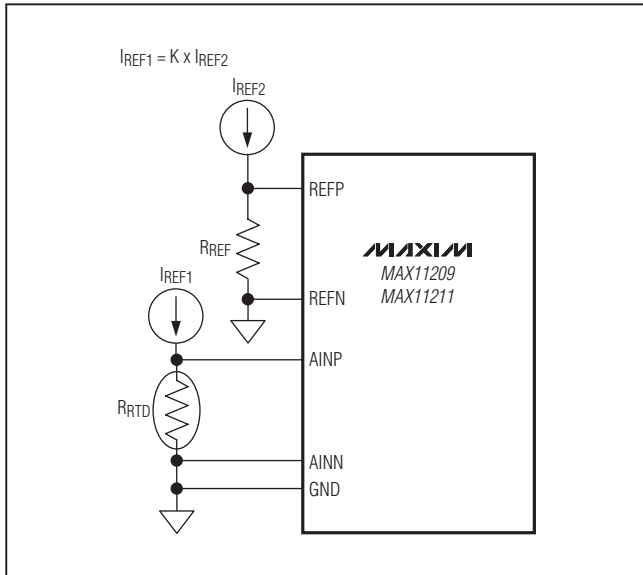 IREF1 = K x IREF2
IREF2
REFP
RREF
MAXIM
MAX11209
MAX11211
IREF1
REFN
AINP
RRTD
AINN
GND